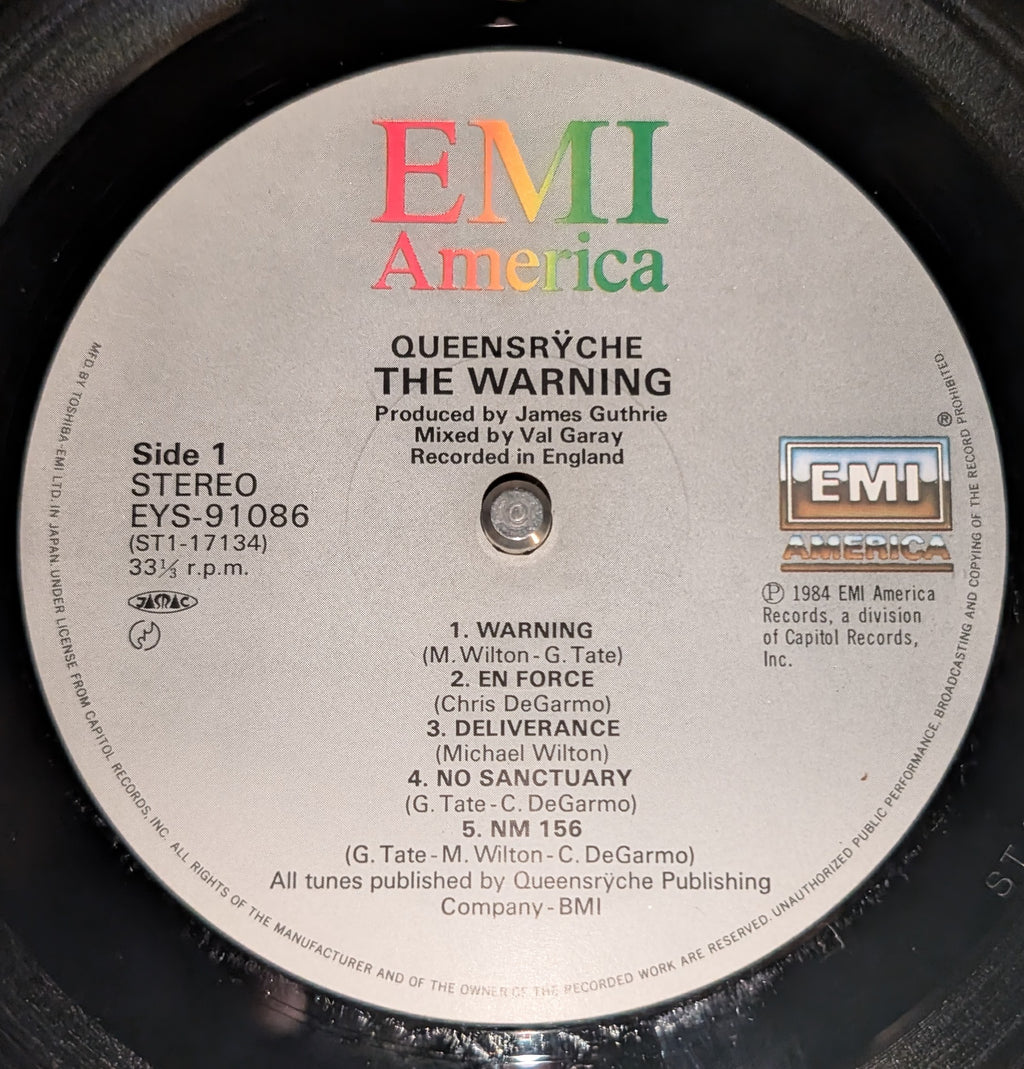 EMI
America
QUEENSRŸCHE
THE WARNING
Produced by James Guthrie
Mixed by Val Garay
Recorded in England
Side 1
STEREO
EYS-91086
(ST1-17134)
33⅓ r.p.m.
JASRAC
EMI
AMERICA
Ⓟ 1984 EMI America
Records, a division
of Capitol Records,
Inc.
1. WARNING
(M. Wilton - G. Tate)
2. EN FORCE
(Chris DeGarmo)
3. DELIVERANCE
(Michael Wilton)
4. NO SANCTUARY
(G. Tate - C. DeGarmo)
5. NM 156
(G. Tate - M. Wilton - C. DeGarmo)
All tunes published by Queensrÿche Publishing
Company - BMI
MFD. BY TOSHIBA-EMI LTD. IN JAPAN. UNDER LICENSE FROM CAPITOL RECORDS, INC. ALL RIGHTS OF THE MANUFACTURER AND OF THE OWNER OF THE RECORDED WORK ARE RESERVED. UNAUTHORIZED PUBLIC PERFORMANCE, BROADCASTING AND COPYING OF THE RECORD PROHIBITED. ®
ST